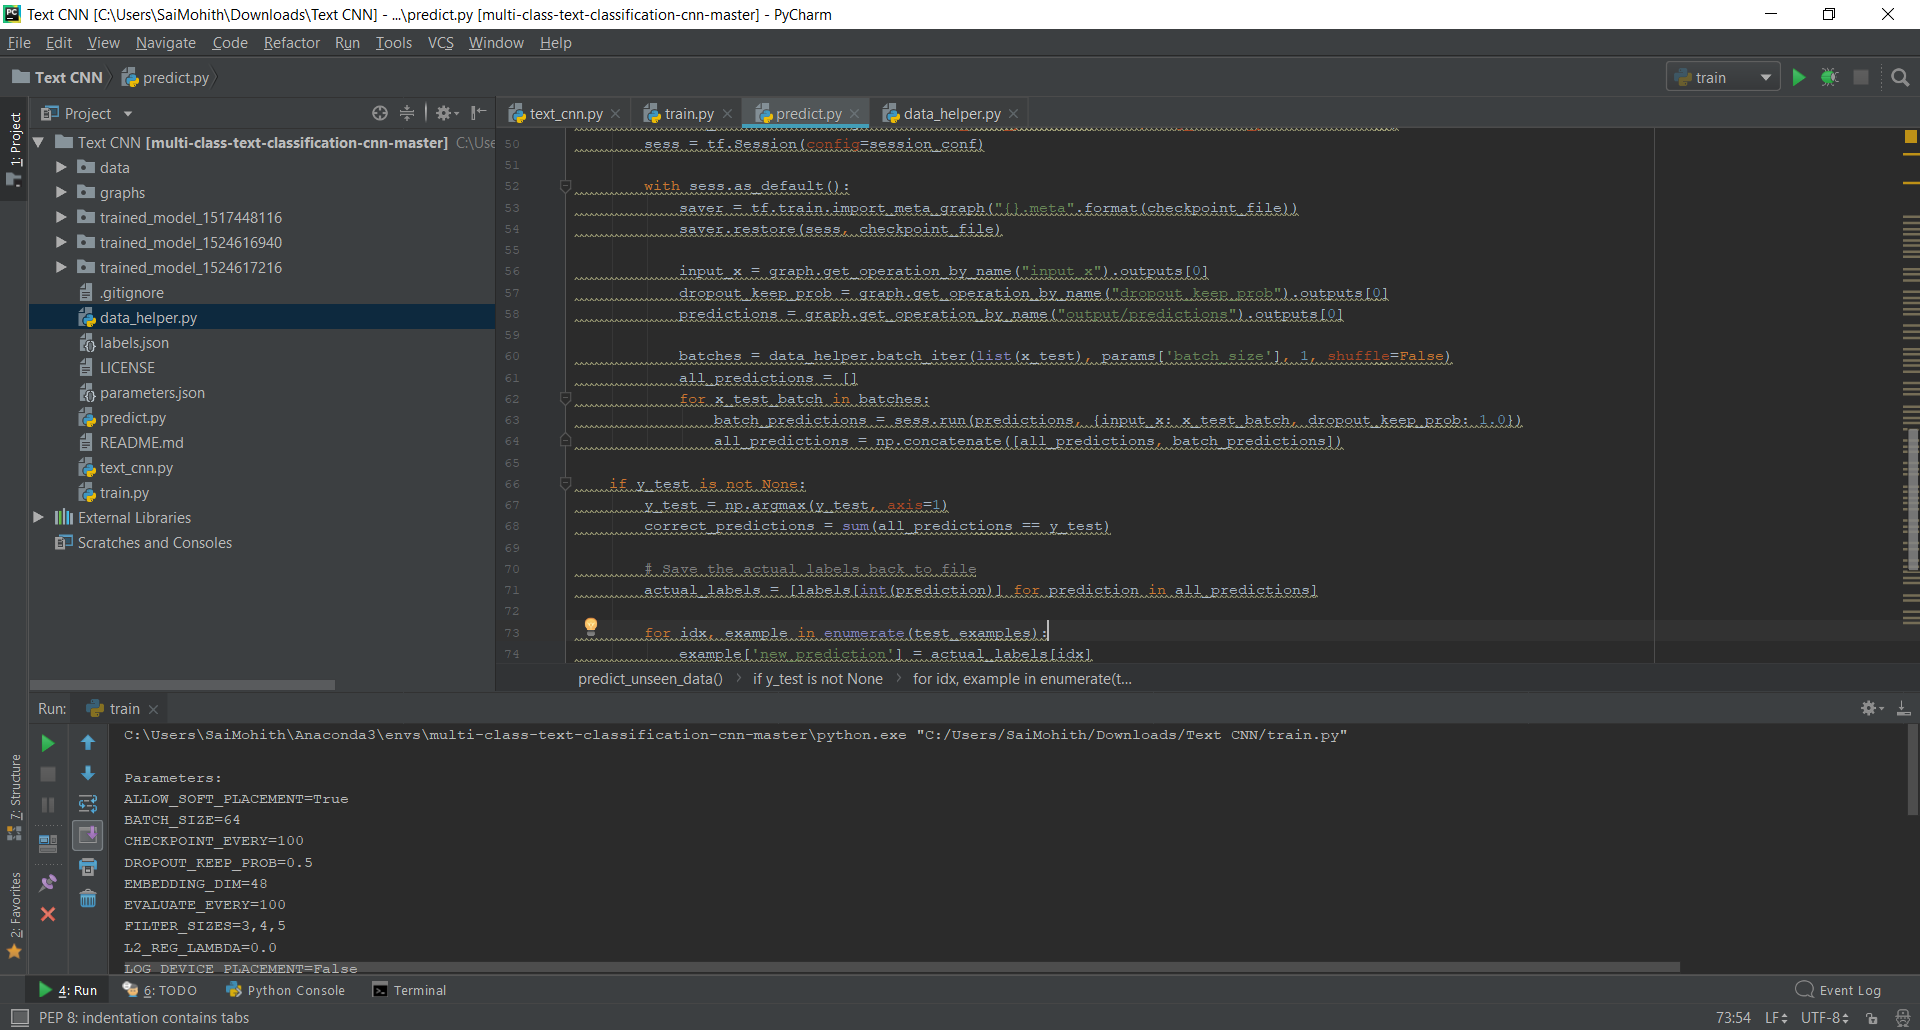 Text CNN [C:\Users\SaiMohith\Downloads\Text CNN] - ...\predict.py [multi-class-text-classification-cnn-master] - PyCharm
File Edit View Navigate Code Refactor Run Tools VCS Window Help
Text CNN predict.py train
Project
text_cnn.py train.py predict.py data_helper.py
1: Project
Text CNN [multi-class-text-classification-cnn-master] C:\Use
data
graphs
trained_model_1517448116
trained_model_1524616940
trained_model_1524617216
.gitignore
data_helper.py
labels.json
LICENSE
parameters.json
predict.py
README.md
text_cnn.py
train.py
External Libraries
Scratches and Consoles
50 sess = tf.Session(config=session_conf)
51
52 with sess.as_default():
53 saver = tf.train.import_meta_graph("{}.meta".format(checkpoint_file))
54 saver.restore(sess, checkpoint_file)
55
56 input_x = graph.get_operation_by_name("input_x").outputs[0]
57 dropout_keep_prob = graph.get_operation_by_name("dropout_keep_prob").outputs[0]
58 predictions = graph.get_operation_by_name("output/predictions").outputs[0]
59
60 batches = data_helper.batch_iter(list(x_test), params['batch_size'], 1, shuffle=False)
61 all_predictions = []
62 for x_test_batch in batches:
63 batch_predictions = sess.run(predictions, {input_x: x_test_batch, dropout_keep_prob: 1.0})
64 all_predictions = np.concatenate([all_predictions, batch_predictions])
65
66 if y_test is not None:
67 y_test = np.argmax(y_test, axis=1)
68 correct_predictions = sum(all_predictions == y_test)
69
70 # Save the actual labels back to file
71 actual_labels = [labels[int(prediction)] for prediction in all_predictions]
72
73 for idx, example in enumerate(test_examples):
74 example['new_prediction'] = actual_labels[idx]
predict_unseen_data() if y_test is not None for idx, example in enumerate(t...
Run: train
C:\Users\SaiMohith\Anaconda3\envs\multi-class-text-classification-cnn-master\python.exe "C:/Users/SaiMohith/Downloads/Text CNN/train.py"
Parameters:
ALLOW_SOFT_PLACEMENT=True
BATCH_SIZE=64
CHECKPOINT_EVERY=100
DROPOUT_KEEP_PROB=0.5
EMBEDDING_DIM=48
EVALUATE_EVERY=100
FILTER_SIZES=3,4,5
L2_REG_LAMBDA=0.0
LOG_DEVICE_PLACEMENT=False
7: Structure
2: Favorites
4: Run 6: TODO Python Console Terminal Event Log
PEP 8: indentation contains tabs 73:54 LF UTF-8